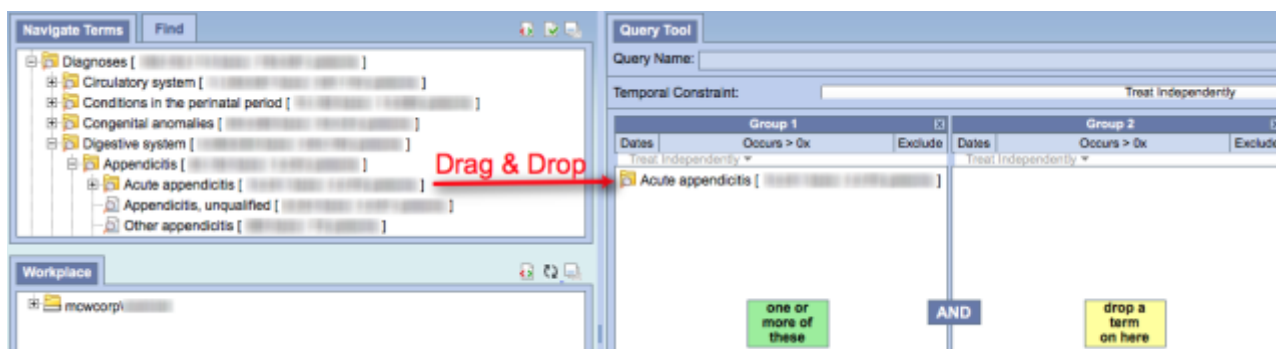 Navigate Terms Find
Diagnoses [ ]
Circulatory system [ ]
Conditions in the perinatal period [ ]
Congenital anomalies [ ]
Digestive system [ ]
Appendicitis [ ]
Acute appendicitis [ ]
Appendicitis, unqualified [ ]
Other appendicitis [ ]
Drag & Drop
Workplace
mcwcorp\
Query Tool
Query Name:
Temporal Constraint: Treat Independently
Group 1 Group 2
Dates Occurs > 0x Exclude Dates Occurs > 0x Exclude
Treat Independently Treat Independently
Acute appendicitis [ ]
one or
more of
these
AND
drop a
term
on here